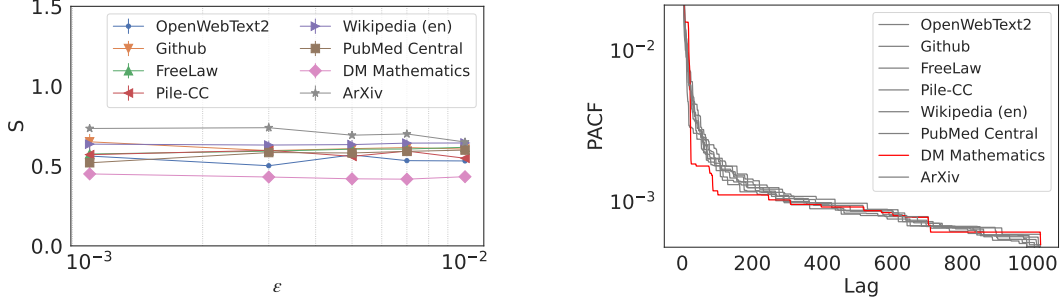 1.5
1.0
0.5
0.0
S
OpenWebText2
Github
FreeLaw
Pile-CC
Wikipedia (en)
PubMed Central
DM Mathematics
ArXiv
10⁻³
10⁻²
ε
10⁻²
10⁻³
PACF
OpenWebText2
Github
FreeLaw
Pile-CC
Wikipedia (en)
PubMed Central
DM Mathematics
ArXiv
0 200 400 600 800 1000
Lag